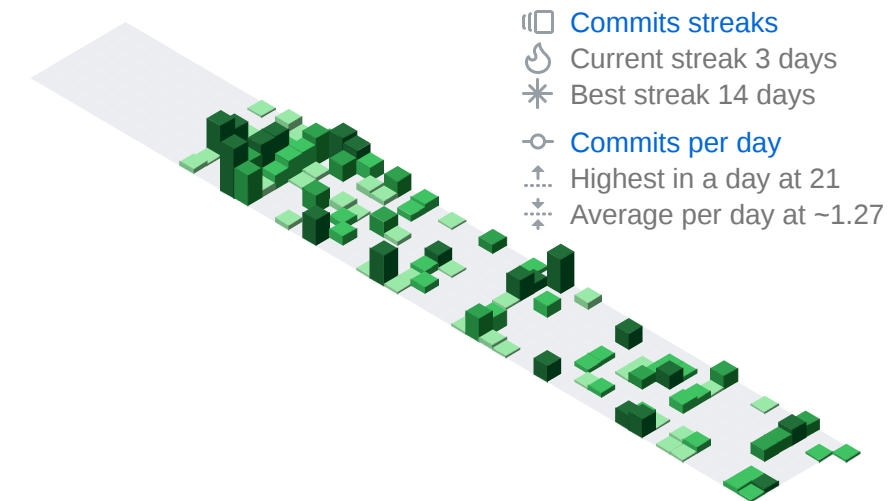 Commits streaks
Current streak 3 days
Best streak 14 days
Commits per day
Highest in a day at 21
Average per day at ~1.27